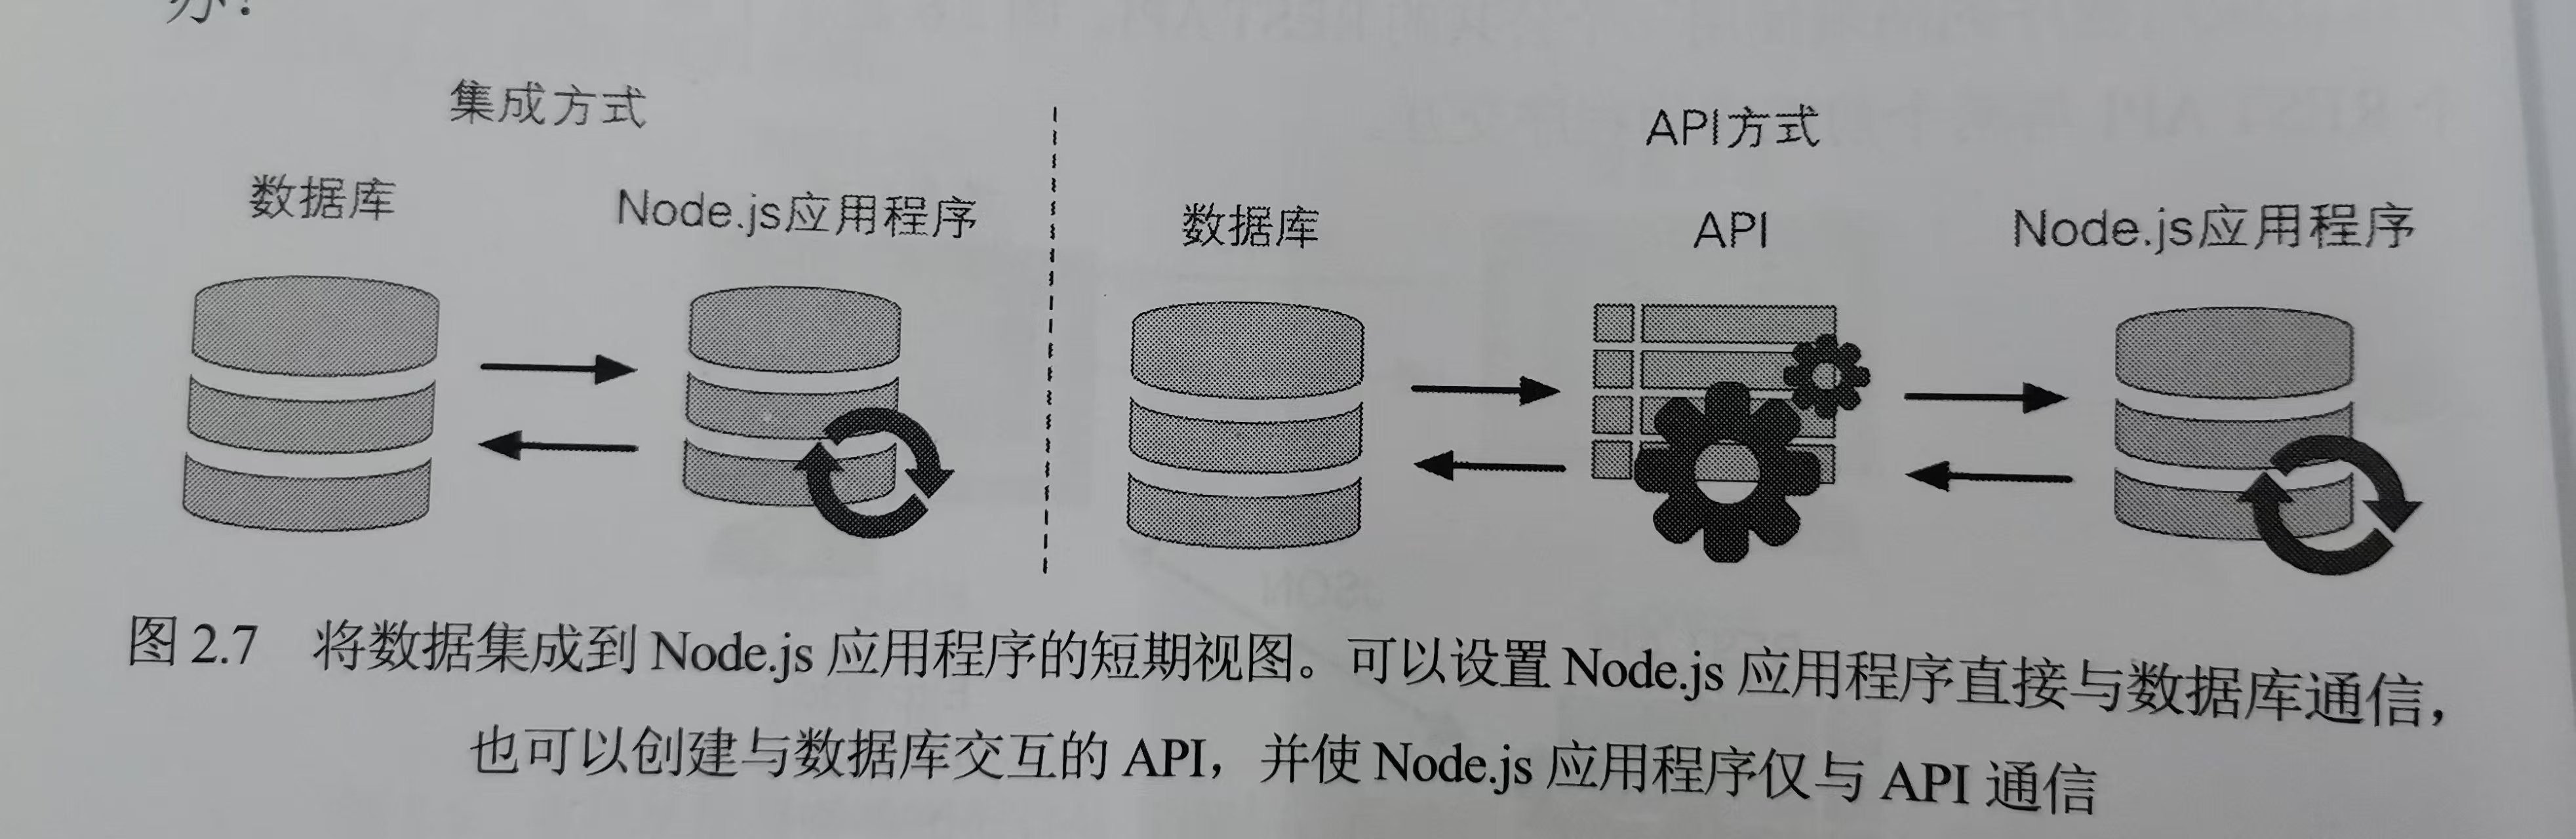 办？
集成方式
API方式
数据库
Node.js应用程序
数据库
API
Node.js应用程序
图 2.7　将数据集成到 Node.js 应用程序的短期视图。可以设置 Node.js 应用程序直接与数据库通信，
也可以创建与数据库交互的 API，并使 Node.js 应用程序仅与 API 通信